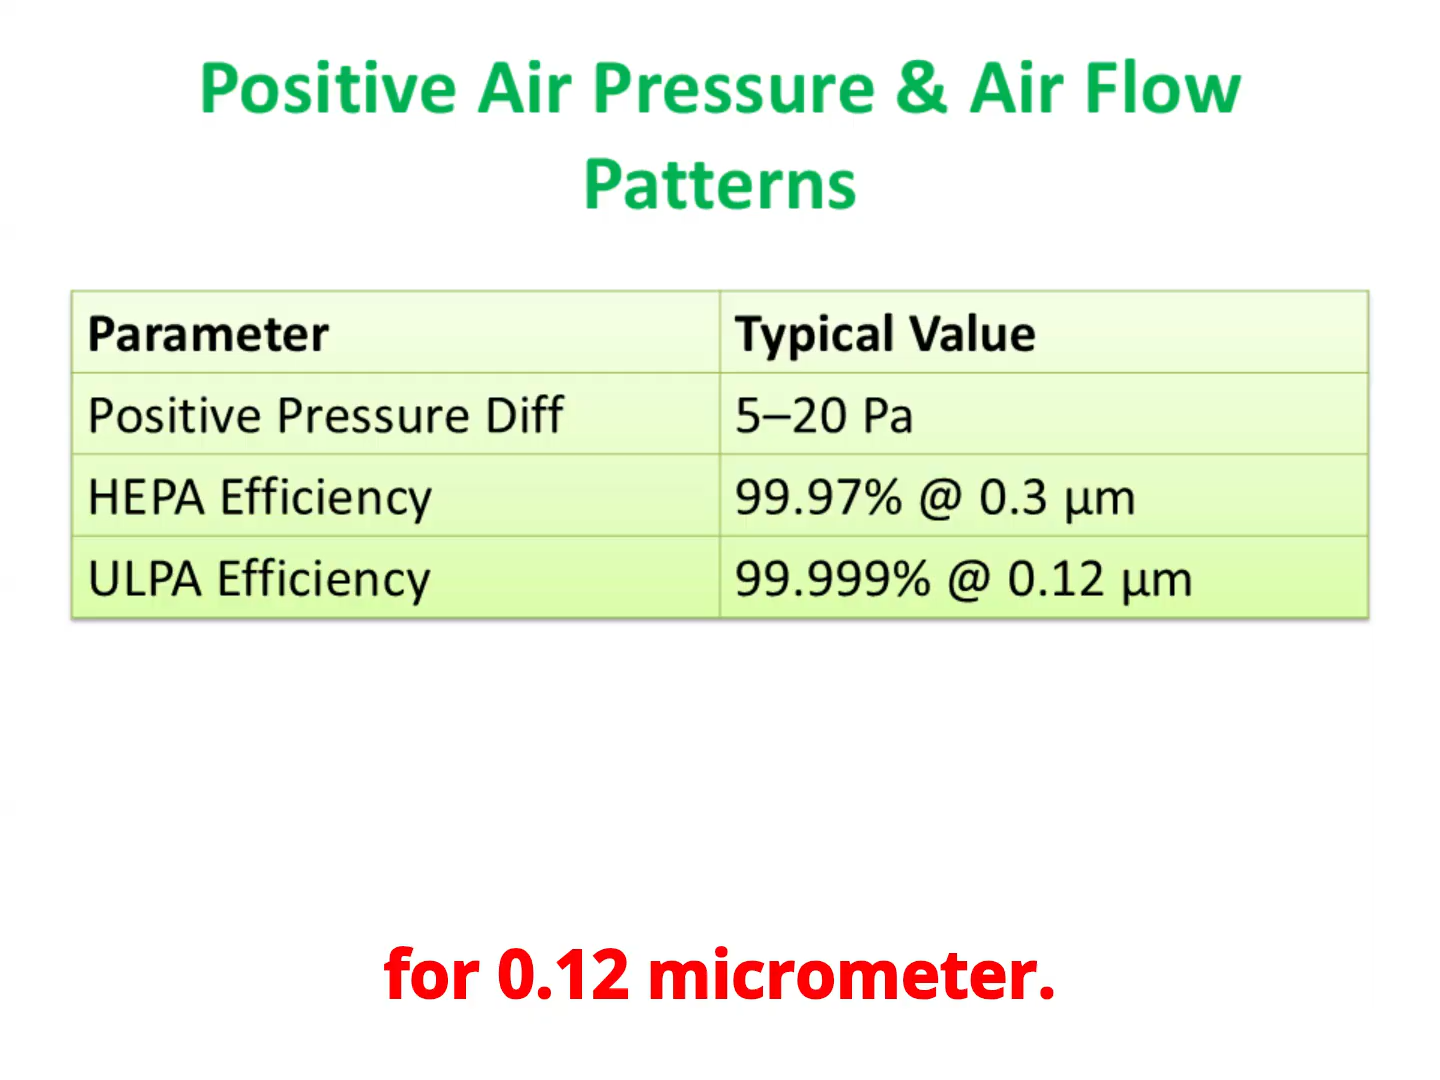 Positive Air Pressure & Air Flow
Patterns
Parameter Typical Value
Positive Pressure Diff 5–20 Pa
HEPA Efficiency 99.97% @ 0.3 μm
ULPA Efficiency 99.999% @ 0.12 μm
for 0.12 micrometer.